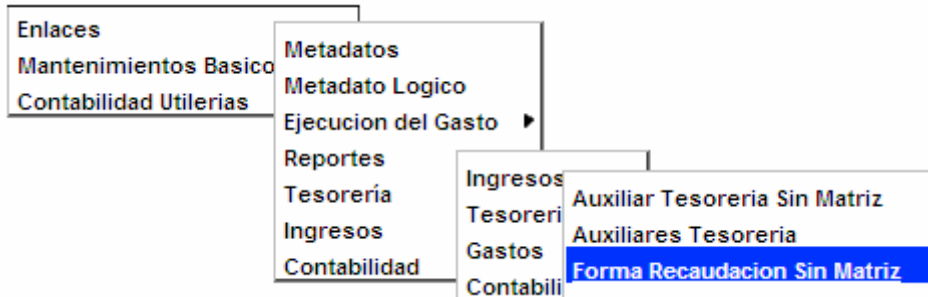 Enlaces
Mantenimientos Basico
Contabilidad Utilerias
Metadatos
Metadato Logico
Ejecucion del Gasto
Reportes
Tesorería
Ingresos
Contabilidad
Ingresos
Tesoreri
Gastos
Contabili
Auxiliar Tesoreria Sin Matriz
Auxiliares Tesoreria
Forma Recaudacion Sin Matriz